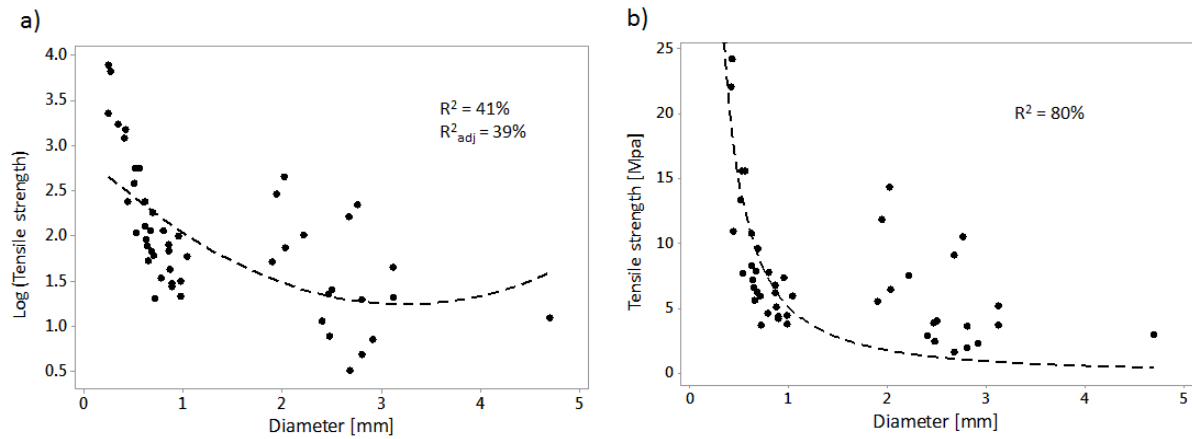 a)
4.0
3.5
3.0
2.5
2.0
1.5
1.0
0.5
Log (Tensile strength)
R² = 41%
R²adj = 39%
0 1 2 3 4 5
Diameter [mm]
b)
25
20
15
10
5
0
Tensile strength [Mpa]
R² = 80%
0 1 2 3 4 5
Diameter [mm]